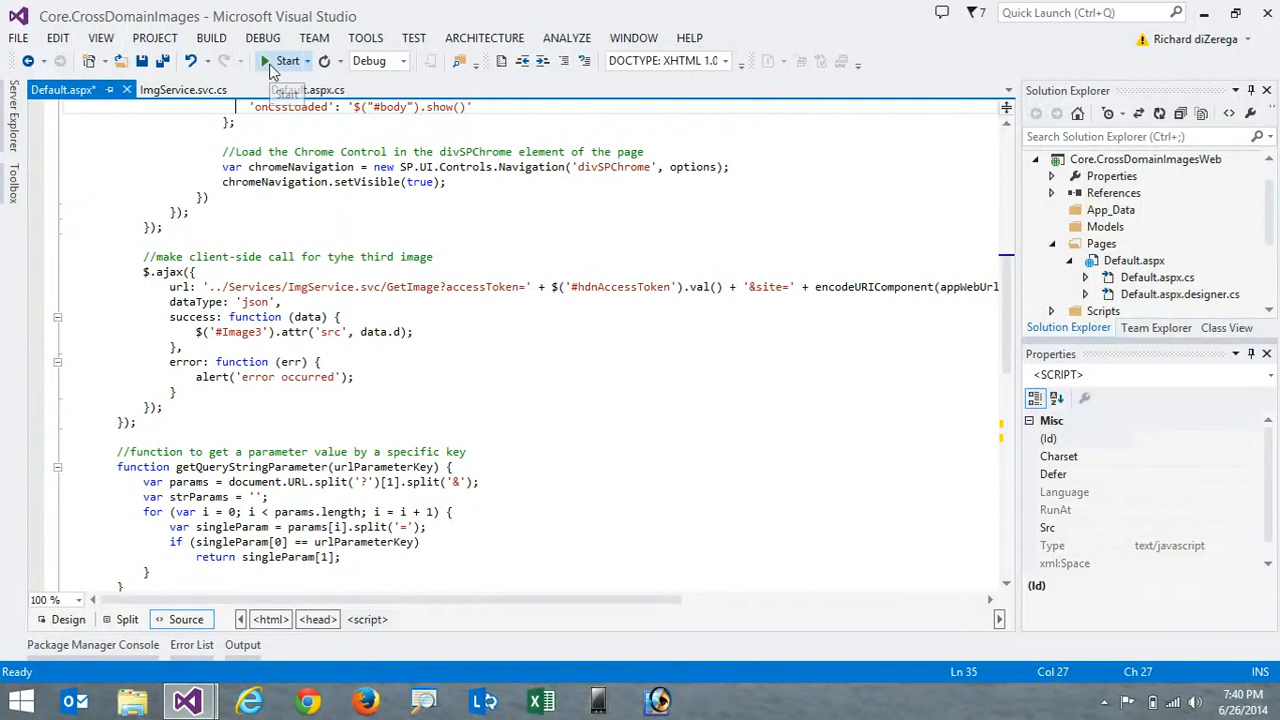 Core.CrossDomainImages - Microsoft Visual Studio
7
Quick Launch (Ctrl+Q)
FILE EDIT VIEW PROJECT BUILD DEBUG TEAM TOOLS TEST ARCHITECTURE ANALYZE WINDOW HELP
Richard diZerega
Start Debug DOCTYPE: XHTML 1.0
Default.aspx* ImgService.svc.cs Default.aspx.cs
Start
Server Explorer
Toolbox
'onCssLoaded': '$("#body").show()'
};
//Load the Chrome Control in the divSPChrome element of the page
var chromeNavigation = new SP.UI.Controls.Navigation('divSPChrome', options);
chromeNavigation.setVisible(true);
})
});
});
//make client-side call for tyhe third image
$.ajax({
url: '../Services/ImgService.svc/GetImage?accessToken=' + $('#hdnAccessToken').val() + '&site=' + encodeURIComponent(appWebUrl
dataType: 'json',
success: function (data) {
$('#Image3').attr('src', data.d);
},
error: function (err) {
alert('error occurred');
}
});
});
//function to get a parameter value by a specific key
function getQueryStringParameter(urlParameterKey) {
var params = document.URL.split('?')[1].split('&');
var strParams = '';
for (var i = 0; i < params.length; i = i + 1) {
var singleParam = params[i].split('=');
if (singleParam[0] == urlParameterKey)
return singleParam[1];
}
}
100 %
Design Split Source <html> <head> <script>
Package Manager Console Error List Output
Solution Explorer
Search Solution Explorer (Ctrl+;)
Core.CrossDomainImagesWeb
Properties
References
App_Data
Models
Pages
Default.aspx
Default.aspx.cs
Default.aspx.designer.cs
Scripts
Solution Explorer Team Explorer Class View
Properties
<SCRIPT>
Misc
(Id)
Charset
Defer
Language
RunAt
Src
Type text/javascript
xml:Space
(Id)
Ready Ln 35 Col 27 Ch 27 INS
7:40 PM
6/26/2014